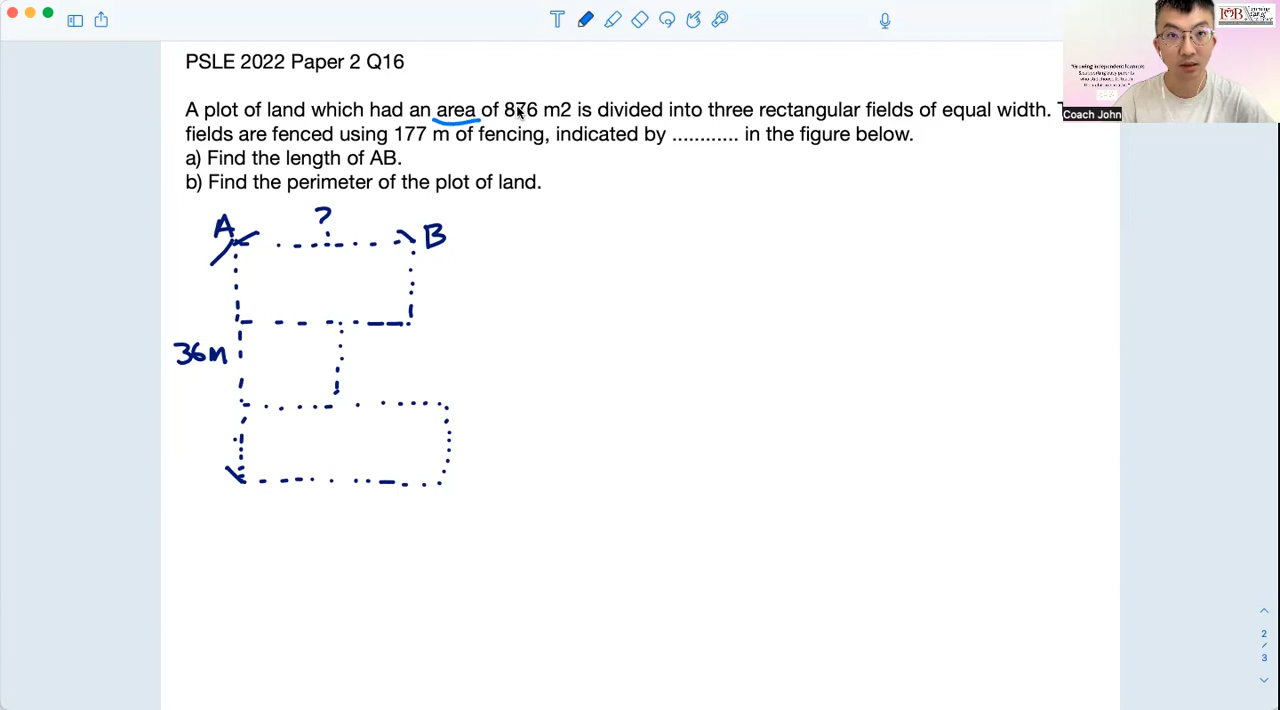 PSLE 2022 Paper 2 Q16
A plot of land which had an area of 876 m2 is divided into three rectangular fields of equal width.
fields are fenced using 177 m of fencing, indicated by ............ in the figure below.
a) Find the length of AB.
b) Find the perimeter of the plot of land.
A ? B
36m
Coach John
2
3